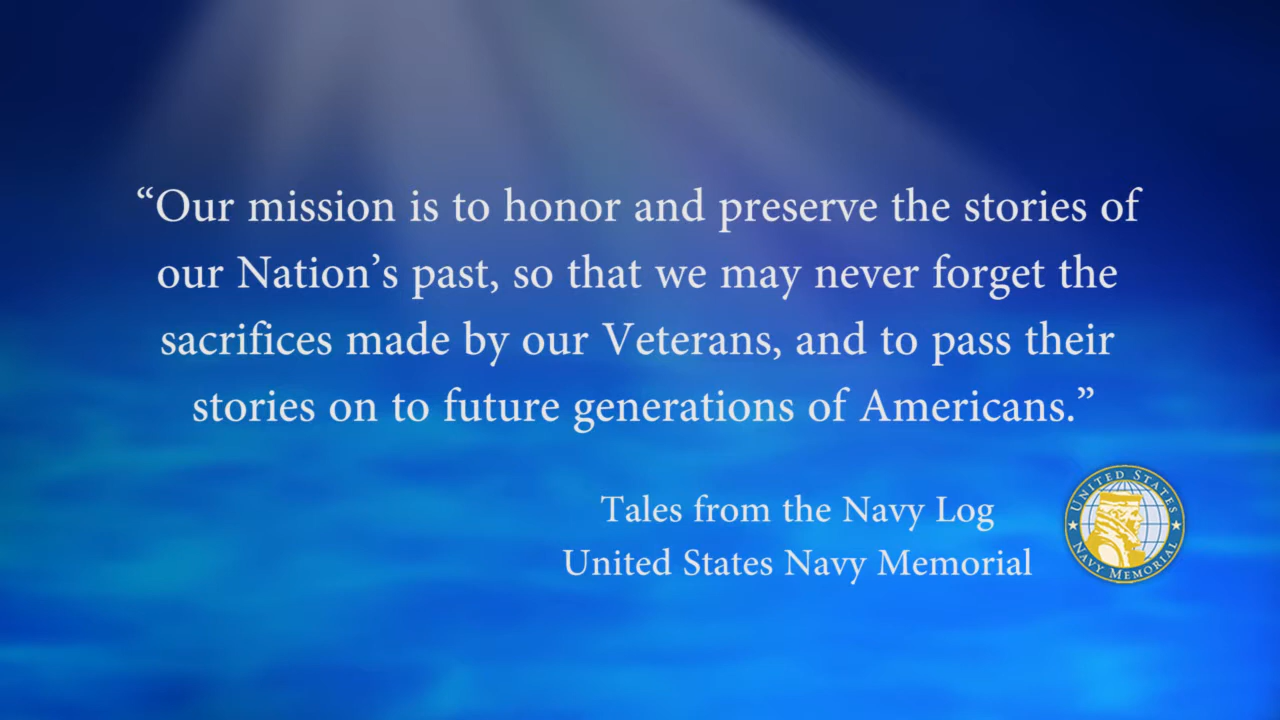 “Our mission is to honor and preserve the stories of
our Nation’s past, so that we may never forget the
sacrifices made by our Veterans, and to pass their
stories on to future generations of Americans.”
Tales from the Navy Log
United States Navy Memorial
UNITED STATES
NAVY MEMORIAL